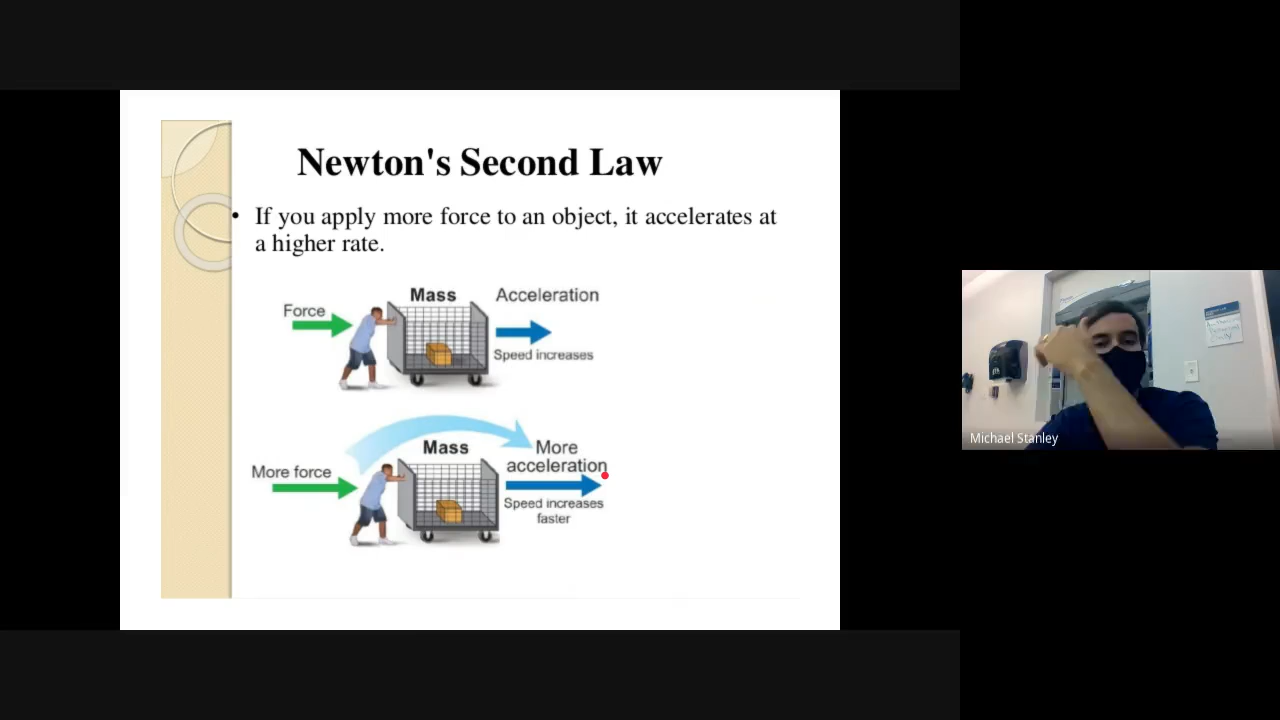 Newton's Second Law
• If you apply more force to an object, it accelerates at
a higher rate.
Force
Mass
Acceleration
Speed increases
More force
Mass
More
acceleration
Speed increases
faster
Michael Stanley